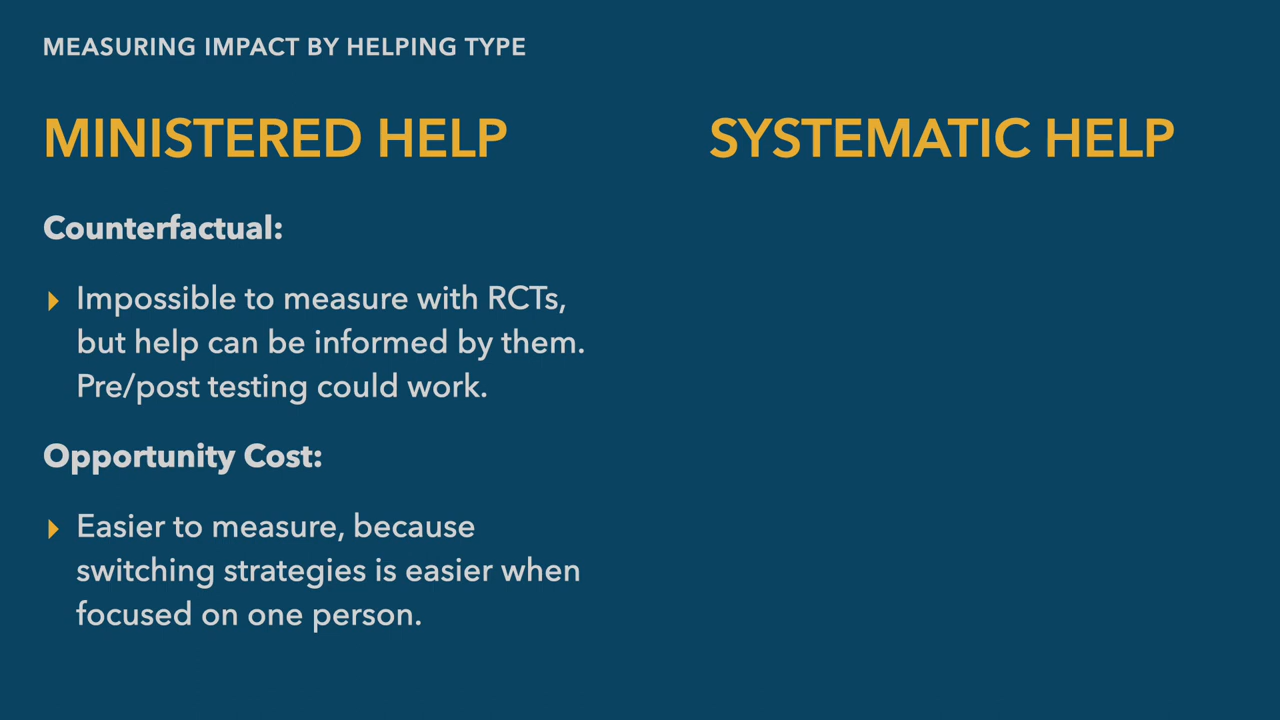 MEASURING IMPACT BY HELPING TYPE
MINISTERED HELP
Counterfactual:
Impossible to measure with RCTs,
but help can be informed by them.
Pre/post testing could work.
Opportunity Cost:
Easier to measure, because
switching strategies is easier when
focused on one person.
SYSTEMATIC HELP